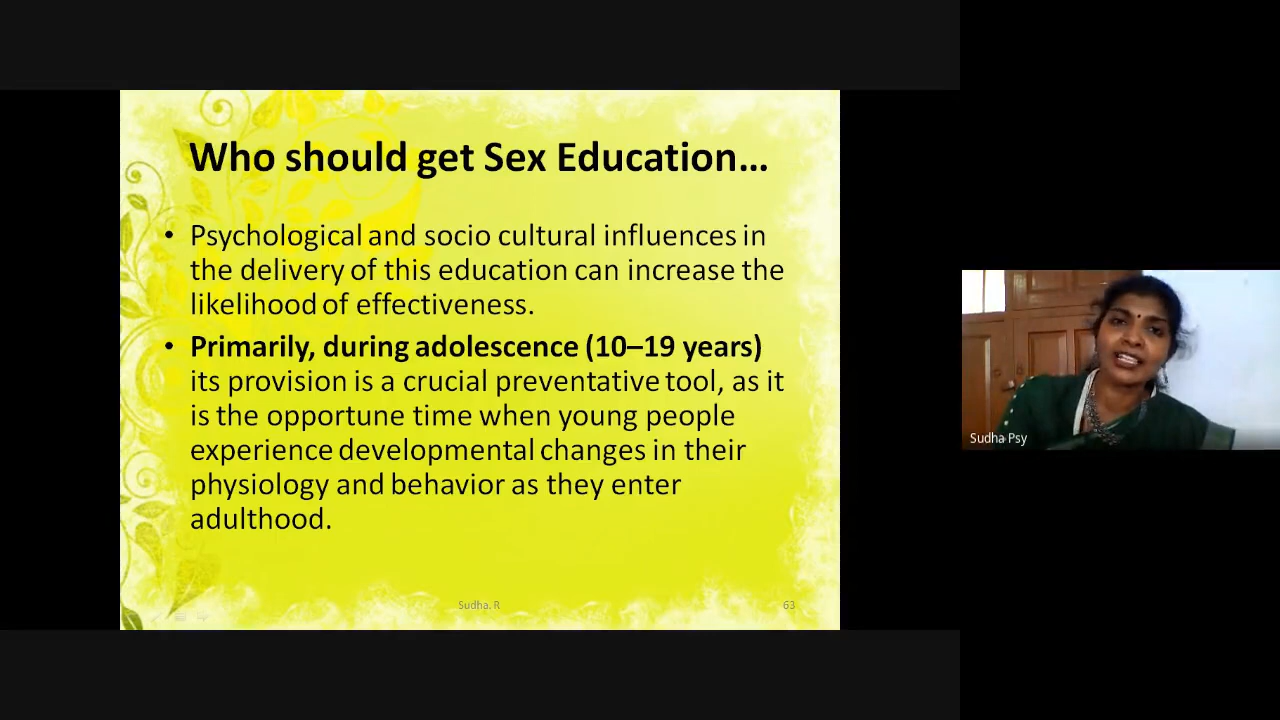 Who should get Sex Education...
• Psychological and socio cultural influences in
the delivery of this education can increase the
likelihood of effectiveness.
• Primarily, during adolescence (10–19 years)
its provision is a crucial preventative tool, as it
is the opportune time when young people
experience developmental changes in their
physiology and behavior as they enter
adulthood.
Sudha. R
63
Sudha Psy